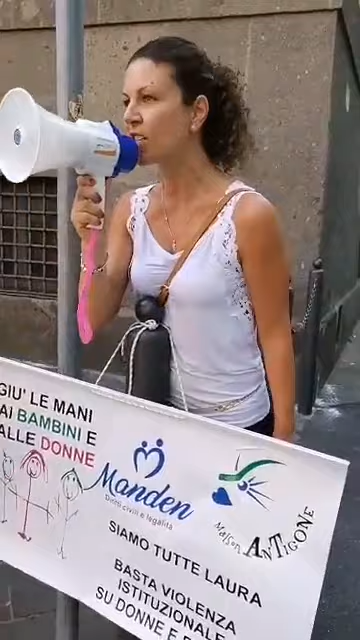 GIU' LE MANI
AI BAMBINI E
ALLE DONNE
Manden
Diritti civili e legalità
Maison
ANTIGONE
SIAMO TUTTE LAURA
BASTA VIOLENZA
ISTITUZIONALE
SU DONNE E